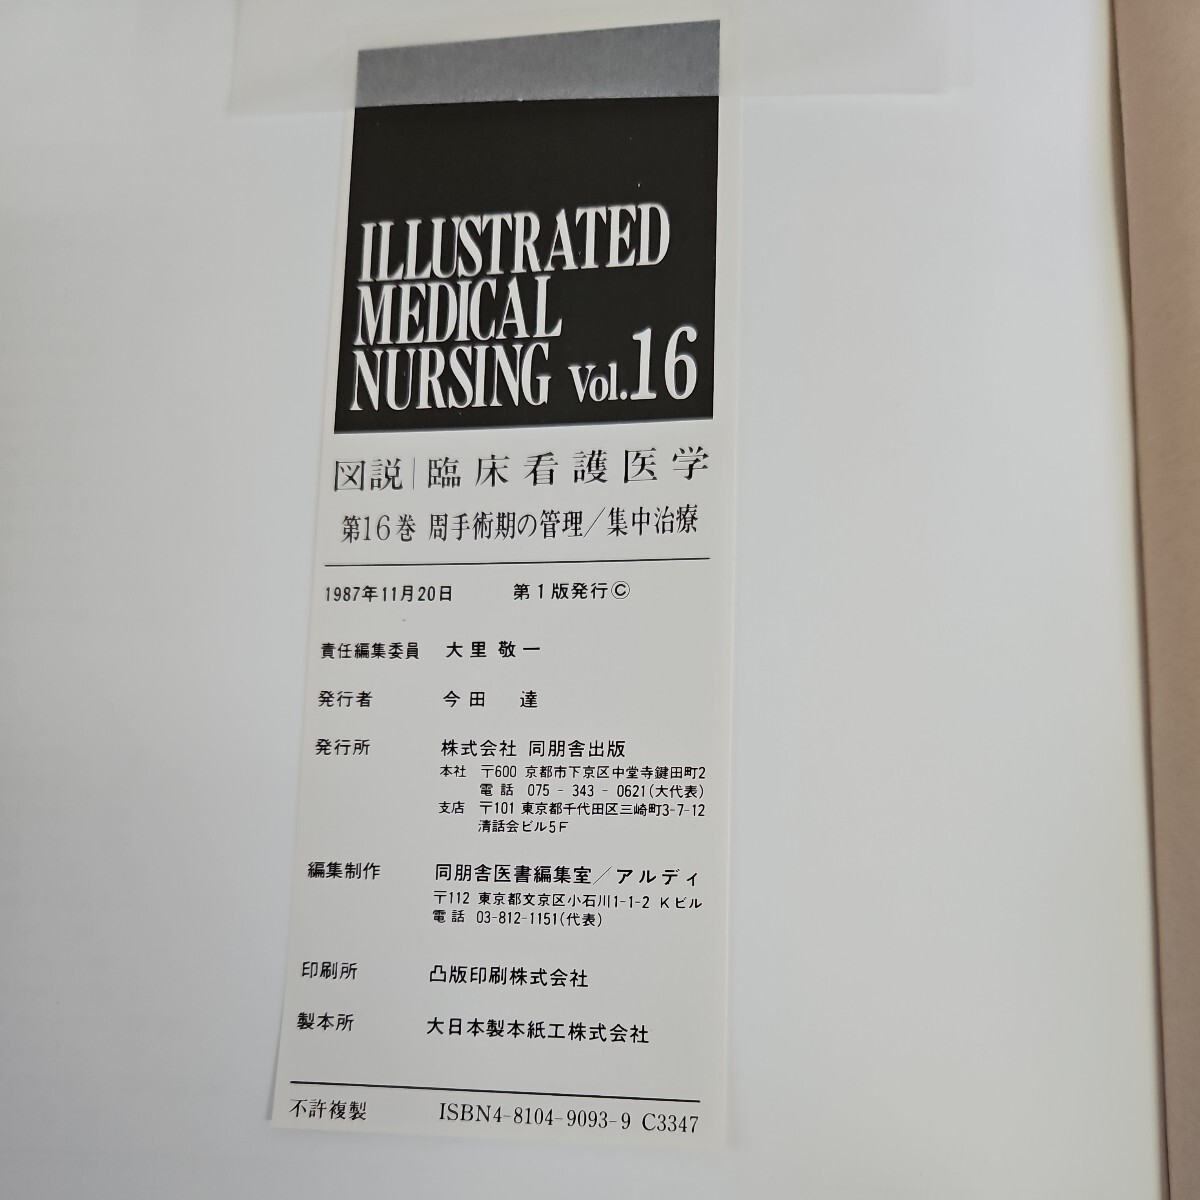 ILLUSTRATED
MEDICAL
NURSING Vol.16
図説|臨床看護医学
第16巻 周手術期の管理/集中治療
1987年11月20日 第1版発行©
責任編集委員 大里敬一
発行者 今田 達
発行所 株式会社 同朋舎出版
本社 〒600 京都市下京区中堂寺鍵田町2
電話 075-343-0621(大代表)
支店 〒101 東京都千代田区三崎町3-7-12
清話会ビル5F
編集制作 同朋舎医書編集室/アルディ
〒112 東京都文京区小石川1-1-2 Kビル
電話 03-812-1151(代表)
印刷所 凸版印刷株式会社
製本所 大日本製本紙工株式会社
不許複製 ISBN4-8104-9093-9 C3347